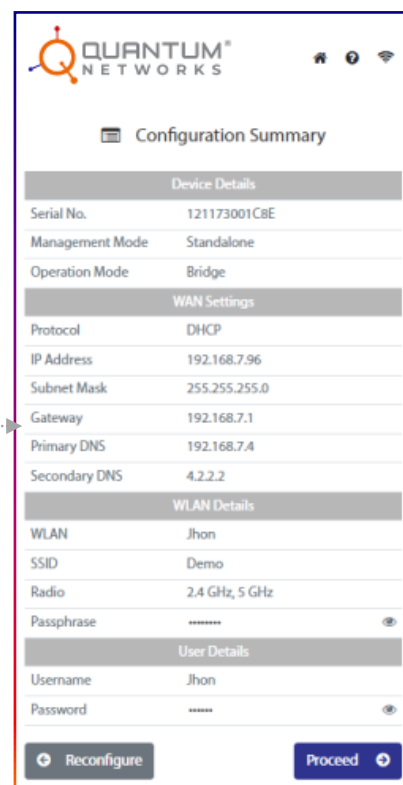 QUANTUM®
NETWORKS
Configuration Summary
Device Details
Serial No. 121173001C8E
Management Mode Standalone
Operation Mode Bridge
WAN Settings
Protocol DHCP
IP Address 192.168.7.96
Subnet Mask 255.255.255.0
Gateway 192.168.7.1
Primary DNS 192.168.7.4
Secondary DNS 4.2.2.2
WLAN Details
WLAN Jhon
SSID Demo
Radio 2.4 GHz, 5 GHz
Passphrase ••••••••
User Details
Username Jhon
Password ••••••
Reconfigure Proceed